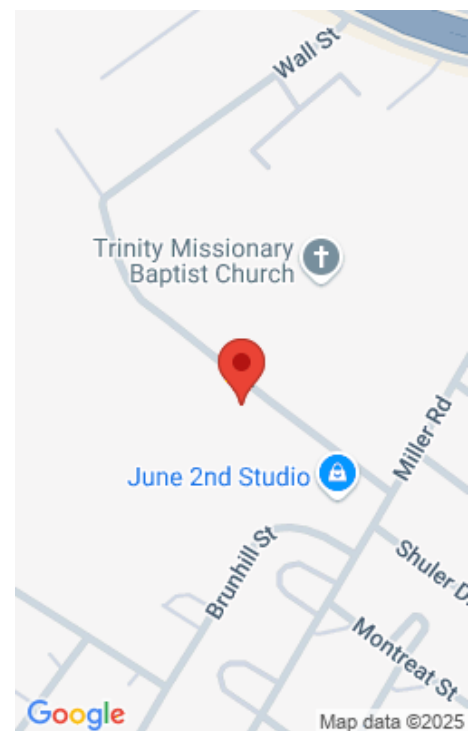 Wall St
Trinity Missionary
Baptist Church
Miller Rd
June 2nd Studio
Brunhill St
Shuler D
Montreat St
Google
Map data ©2025